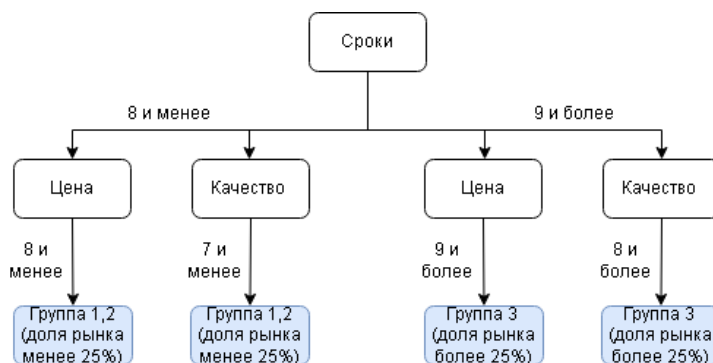 Сроки
8 и менее
9 и более
Цена
Качество
Цена
Качество
8 и
менее
7 и
менее
9 и
более
8 и
более
Группа 1,2
(доля рынка
менее 25%)
Группа 1,2
(доля рынка
менее 25%)
Группа 3
(доля рынка
более 25%)
Группа 3
(доля рынка
более 25%)